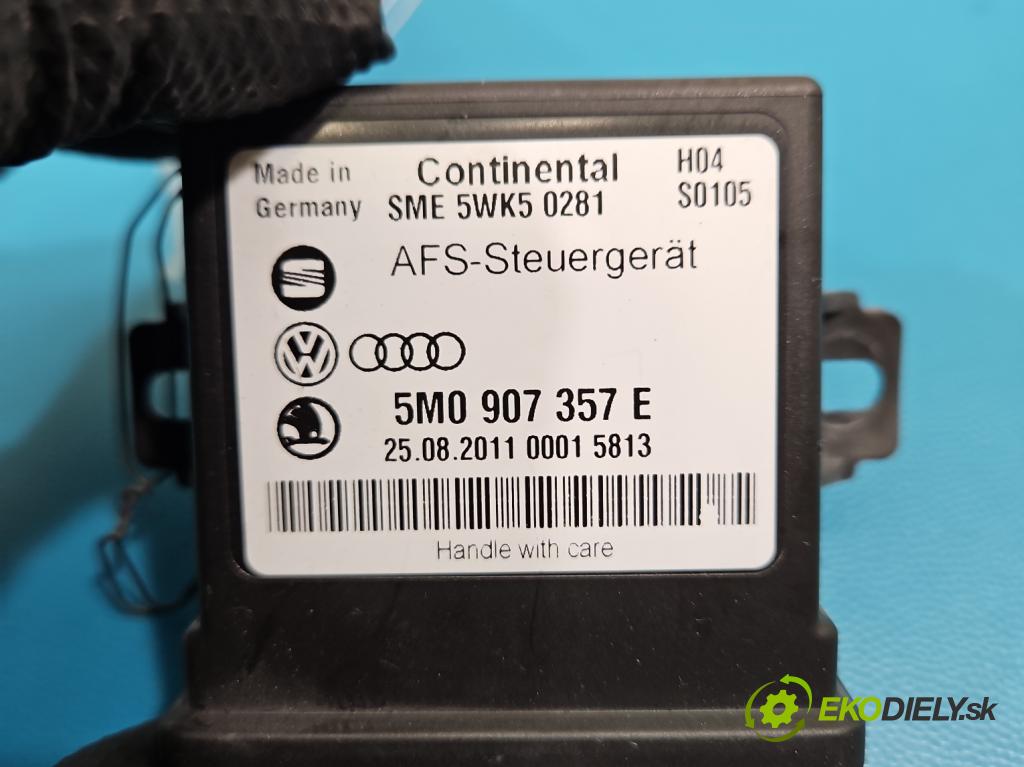 Made in Continental H04
Germany SME 5WK5 0281 S0105
AFS-Steuergerät
5M0 907 357 E
25.08.2011 0001 5813
Handle with care
EKODIELY.sk